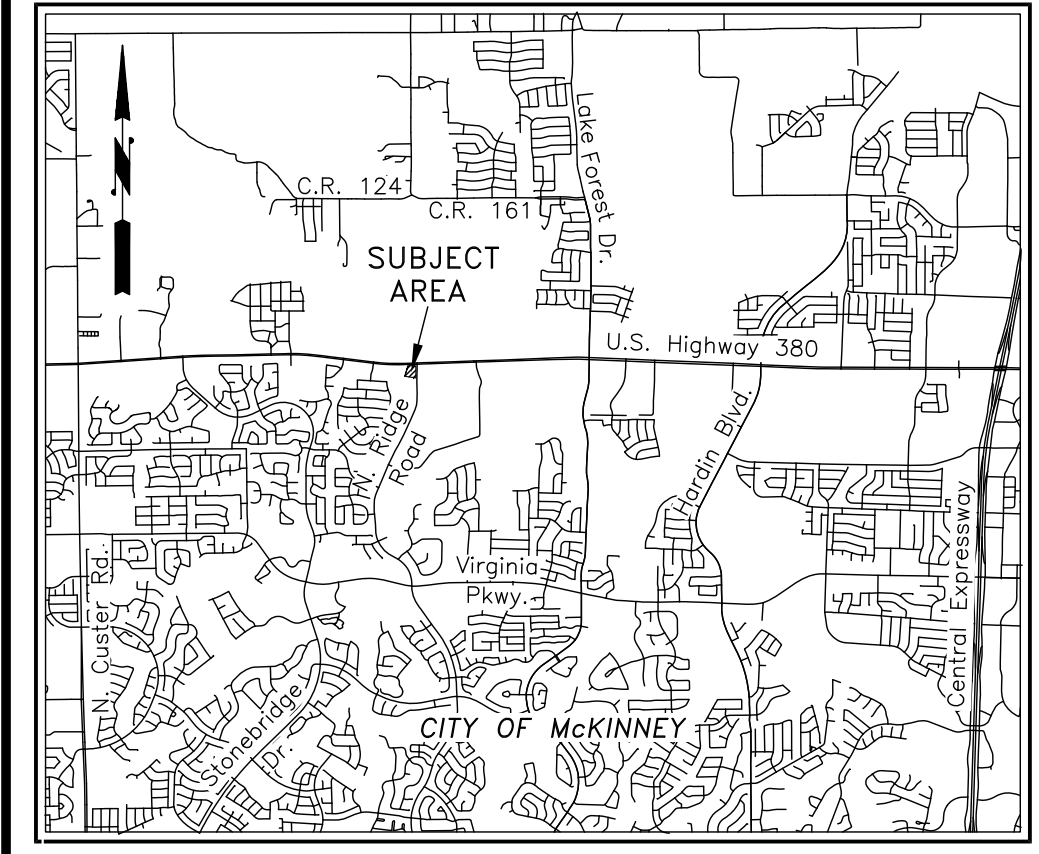 Lake Forest Dr.
C.R. 124
C.R. 161
SUBJECT
AREA
U.S. Highway 380
N. Ridge
Road
Hardin Blvd.
Virginia
Pkwy.
N. Custer Rd.
Central Expressway
Stonebridge
Dr.
CITY OF McKINNEY
N